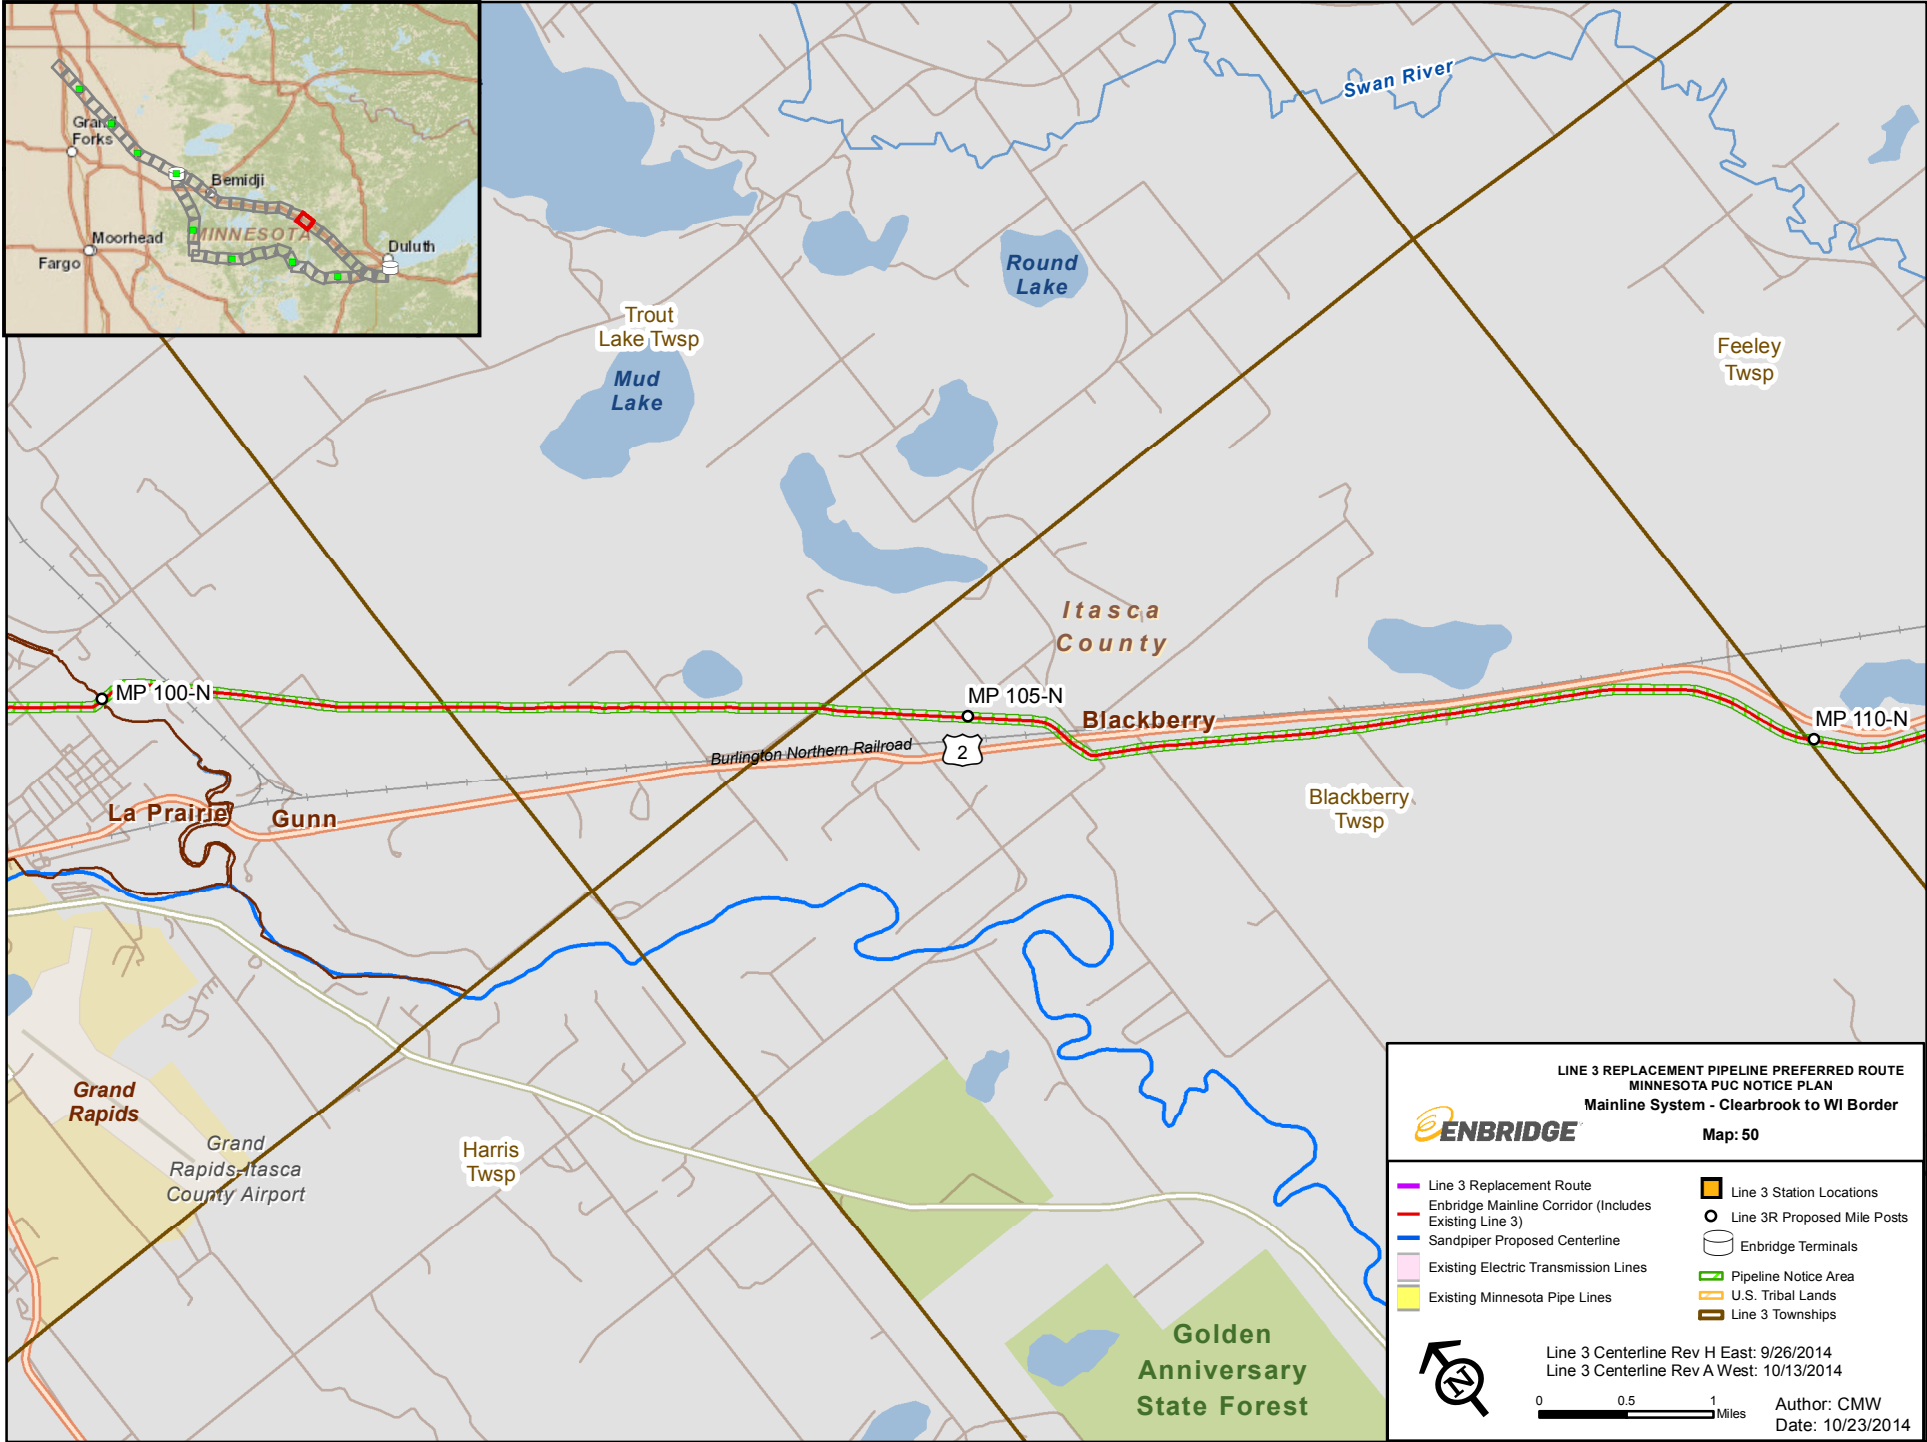 Grand
Forks
Bemidji
MINNESOTA
Moorhead
Fargo
Duluth
Swan River
Round
Lake
Trout
Lake Twsp
Mud
Lake
Feeley
Twsp
Itasca
County
MP 100-N
MP 105-N
Blackberry
MP 110-N
Burlington Northern Railroad
2
La Prairie
Gunn
Blackberry
Twsp
Grand
Rapids
Grand
Rapids-Itasca
County Airport
Harris
Twsp
Golden
Anniversary
State Forest
LINE 3 REPLACEMENT PIPELINE PREFERRED ROUTE
MINNESOTA PUC NOTICE PLAN
Mainline System - Clearbrook to WI Border
ENBRIDGE
Map: 50
Line 3 Replacement Route
Enbridge Mainline Corridor (Includes
Existing Line 3)
Sandpiper Proposed Centerline
Existing Electric Transmission Lines
Existing Minnesota Pipe Lines
Line 3 Station Locations
Line 3R Proposed Mile Posts
Enbridge Terminals
Pipeline Notice Area
U.S. Tribal Lands
Line 3 Townships
N
Line 3 Centerline Rev H East: 9/26/2014
Line 3 Centerline Rev A West: 10/13/2014
0 0.5 1
Miles
Author: CMW
Date: 10/23/2014